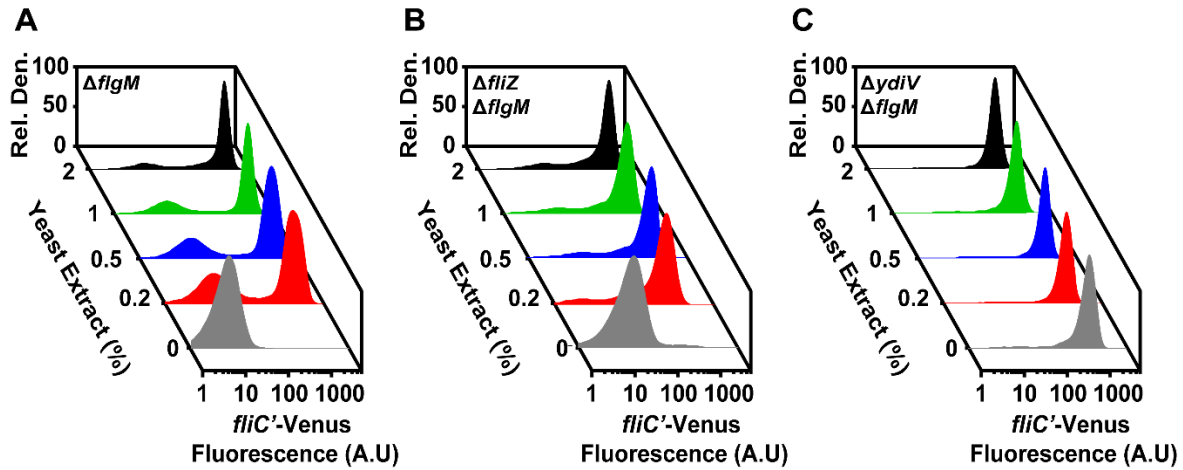 A
Rel. Den.
100
50
0
ΔflgM
2
1
0.5
0.2
0
Yeast Extract (%)
1 10 100 1000
fliC'-Venus
Fluorescence (A.U)
B
Rel. Den.
100
50
0
ΔfliZ
ΔflgM
2
1
0.5
0.2
0
Yeast Extract (%)
1 10 100 1000
fliC'-Venus
Fluorescence (A.U)
C
Rel. Den.
100
50
0
ΔydiV
ΔflgM
2
1
0.5
0.2
0
Yeast Extract (%)
1 10 100 1000
fliC'-Venus
Fluorescence (A.U)